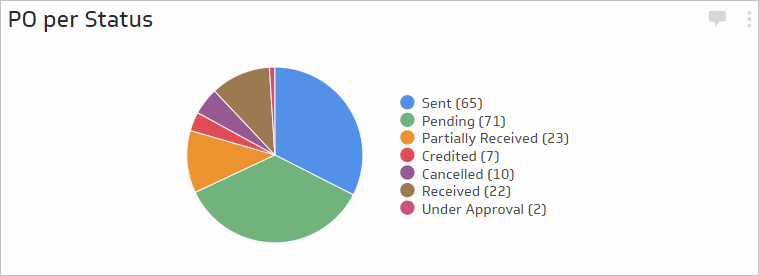 PO per Status
Sent (65)
Pending (71)
Partially Received (23)
Credited (7)
Cancelled (10)
Received (22)
Under Approval (2)